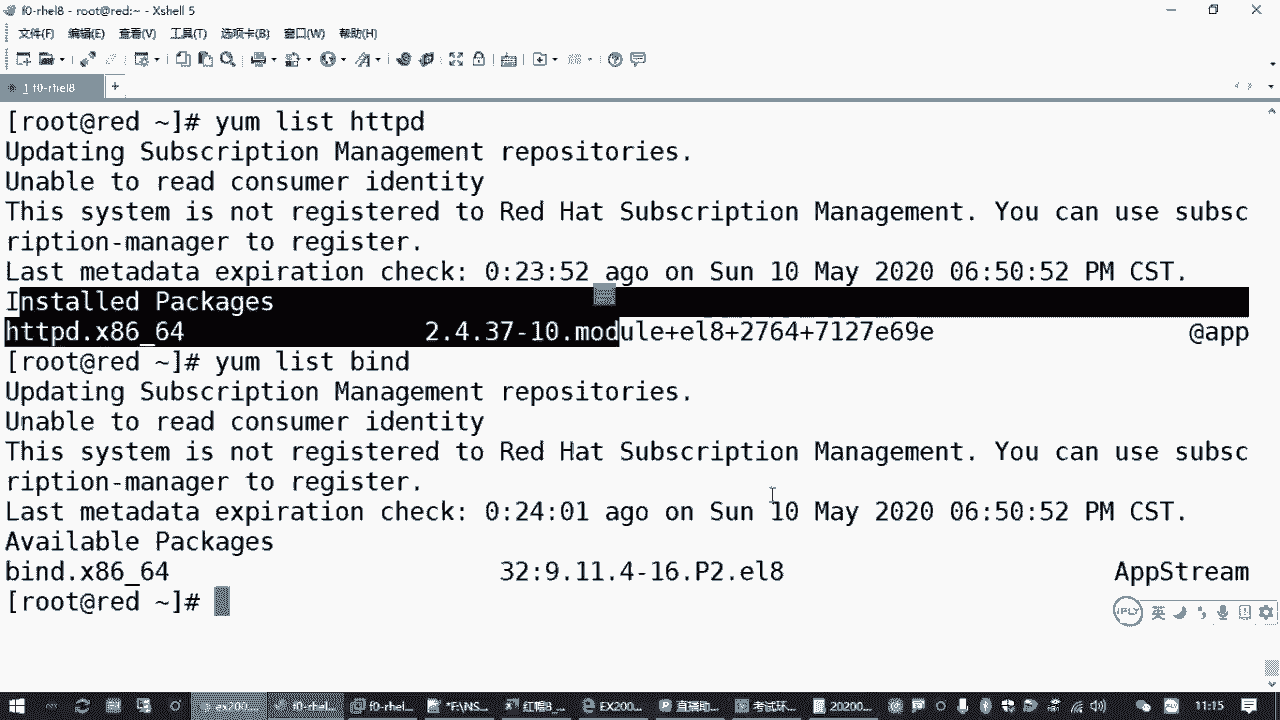 f0-rhel8 - root@red:~ - Xshell 5
文件(F) 编辑(E) 查看(V) 工具(T) 选项卡(B) 窗口(W) 帮助(H)
1 f0-rhel8
[root@red ~]# yum list httpd
Updating Subscription Management repositories.
Unable to read consumer identity
This system is not registered to Red Hat Subscription Management. You can use subsc
ription-manager to register.
Last metadata expiration check: 0:23:52 ago on Sun 10 May 2020 06:50:52 PM CST.
Installed Packages
httpd.x86_64 2.4.37-10.module+el8+2764+7127e69e @app
[root@red ~]# yum list bind
Updating Subscription Management repositories.
Unable to read consumer identity
This system is not registered to Red Hat Subscription Management. You can use subsc
ription-manager to register.
Last metadata expiration check: 0:24:01 ago on Sun 10 May 2020 06:50:52 PM CST.
Available Packages
bind.x86_64 32:9.11.4-16.P2.el8 AppStream
[root@red ~]#
iFLY 英
ex200... f0-rhel... f0-rhel... *F:\NS... 红帽8_... EX200... 直播助... 考试环... 20200... 11:15